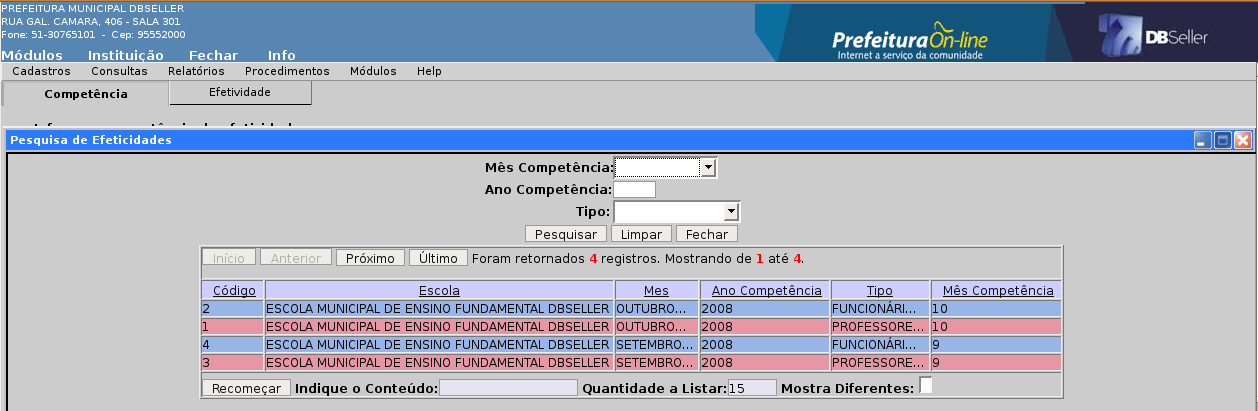 PREFEITURA MUNICIPAL DBSELLER
RUA GAL. CAMARA, 406 - SALA 301
Fone: 51-30765101 - Cep: 95552000
PrefeituraOn-line
Internet a serviço da comunidade
DBSeller
Módulos Instituição Fechar Info
Cadastros Consultas Relatórios Procedimentos Módulos Help
Competência Efetividade
Pesquisa de Efeticidades
Mês Competência:
Ano Competência:
Tipo:
Pesquisar Limpar Fechar
Início Anterior Próximo Último Foram retornados 4 registros. Mostrando de 1 até 4.
Código Escola Mes Ano Competência Tipo Mês Competência
2 ESCOLA MUNICIPAL DE ENSINO FUNDAMENTAL DBSELLER OUTUBRO... 2008 FUNCIONÁRI... 10
1 ESCOLA MUNICIPAL DE ENSINO FUNDAMENTAL DBSELLER OUTUBRO... 2008 PROFESSORE... 10
4 ESCOLA MUNICIPAL DE ENSINO FUNDAMENTAL DBSELLER SETEMBRO... 2008 FUNCIONÁRI... 9
3 ESCOLA MUNICIPAL DE ENSINO FUNDAMENTAL DBSELLER SETEMBRO... 2008 PROFESSORE... 9
Recomeçar Indique o Conteúdo: Quantidade a Listar: 15 Mostra Diferentes: